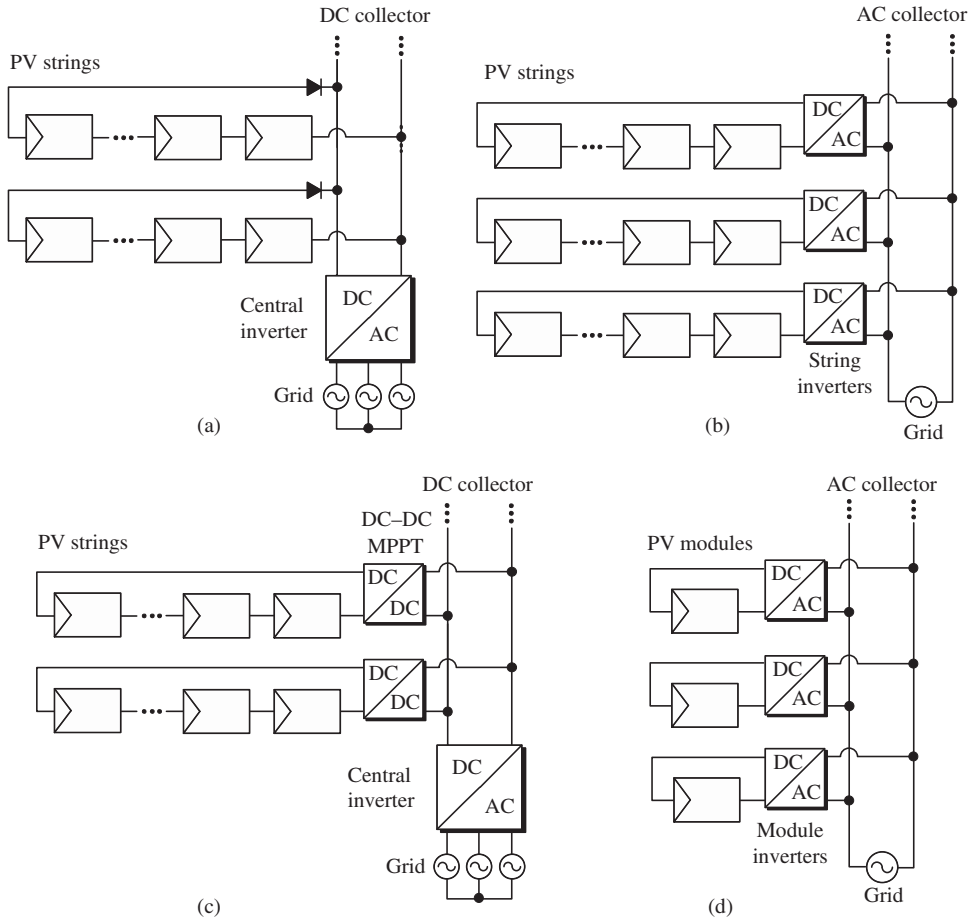 DC collector
PV strings
DC
AC
Central
inverter
Grid
(a)
AC collector
PV strings
DC
AC
DC
AC
DC
AC
String
inverters
Grid
(b)
DC collector
DC–DC
MPPT
PV strings
DC
DC
DC
DC
DC
AC
Central
inverter
Grid
(c)
AC collector
PV modules
DC
AC
DC
AC
DC
AC
Module
inverters
Grid
(d)